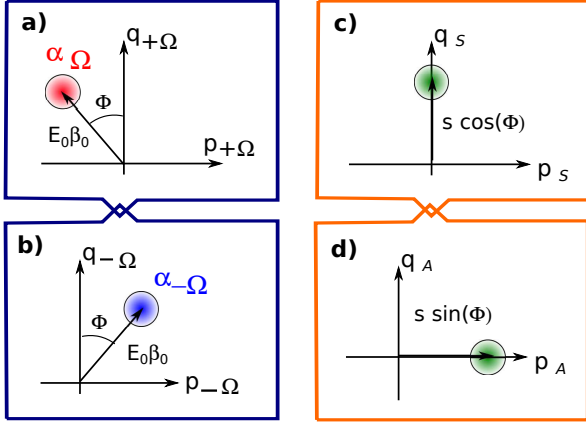 a)
q+Ω
α Ω
Φ
E₀β₀
p+Ω
b)
q−Ω
α−Ω
Φ
E₀β₀
p−Ω
c)
q S
s cos(Φ)
p S
d)
q A
s sin(Φ)
p A